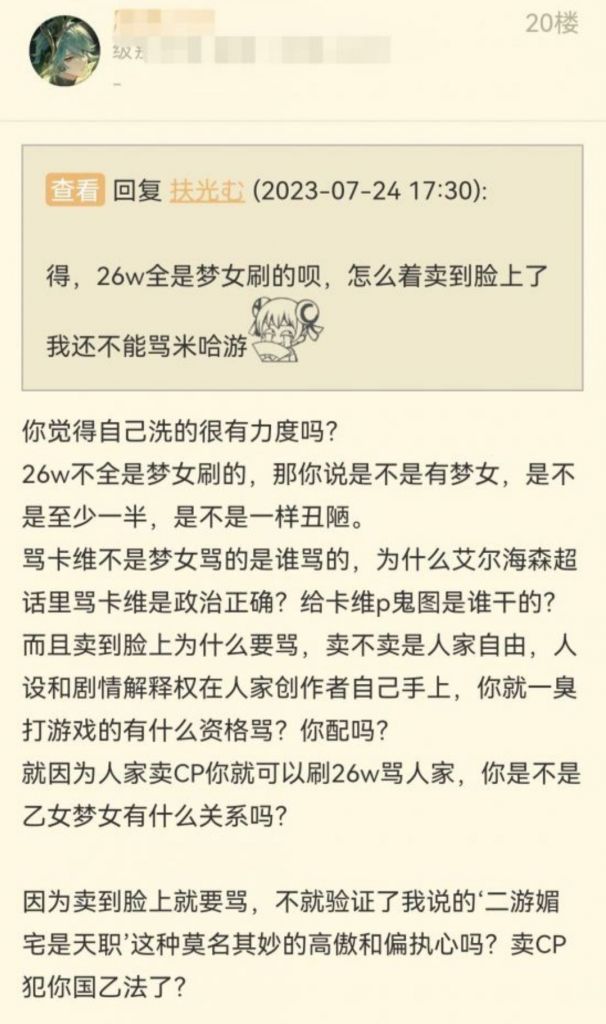 20楼
级别
-
查看 回复 扶光む (2023-07-24 17:30):
得，26w全是梦女刷的呗，怎么着卖到脸上了
我还不能骂米哈游
你觉得自己洗的很有力度吗？
26w不全是梦女刷的，那你说是不是有梦女，是不
是至少一半，是不是一样丑陋。
骂卡维不是梦女骂的是谁骂的，为什么艾尔海森超
话里骂卡维是政治正确？给卡维p鬼图是谁干的？
而且卖到脸上为什么要骂，卖不卖是人家自由，人
设和剧情解释权在人家创作者自己手上，你就一臭
打游戏的有什么资格骂？你配吗？
就因为人家卖CP你就可以刷26w骂人家，你是不是
乙女梦女有什么关系吗？
因为卖到脸上就要骂，不就验证了我说的‘二游媚
宅是天职’这种莫名其妙的高傲和偏执心吗？卖CP
犯你国乙法了？